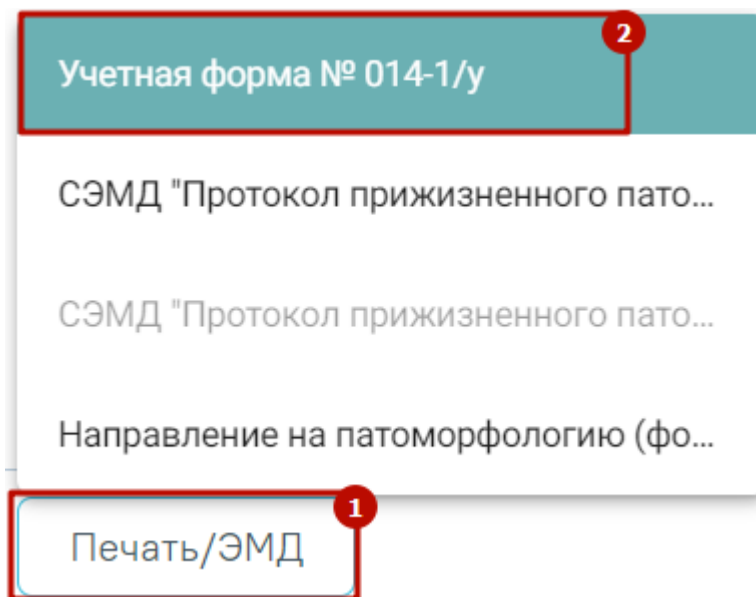 2
Учетная форма № 014-1/у
СЭМД "Протокол прижизненного пато...
СЭМД "Протокол прижизненного пато...
Направление на патоморфологию (фо...
1
Печать/ЭМД